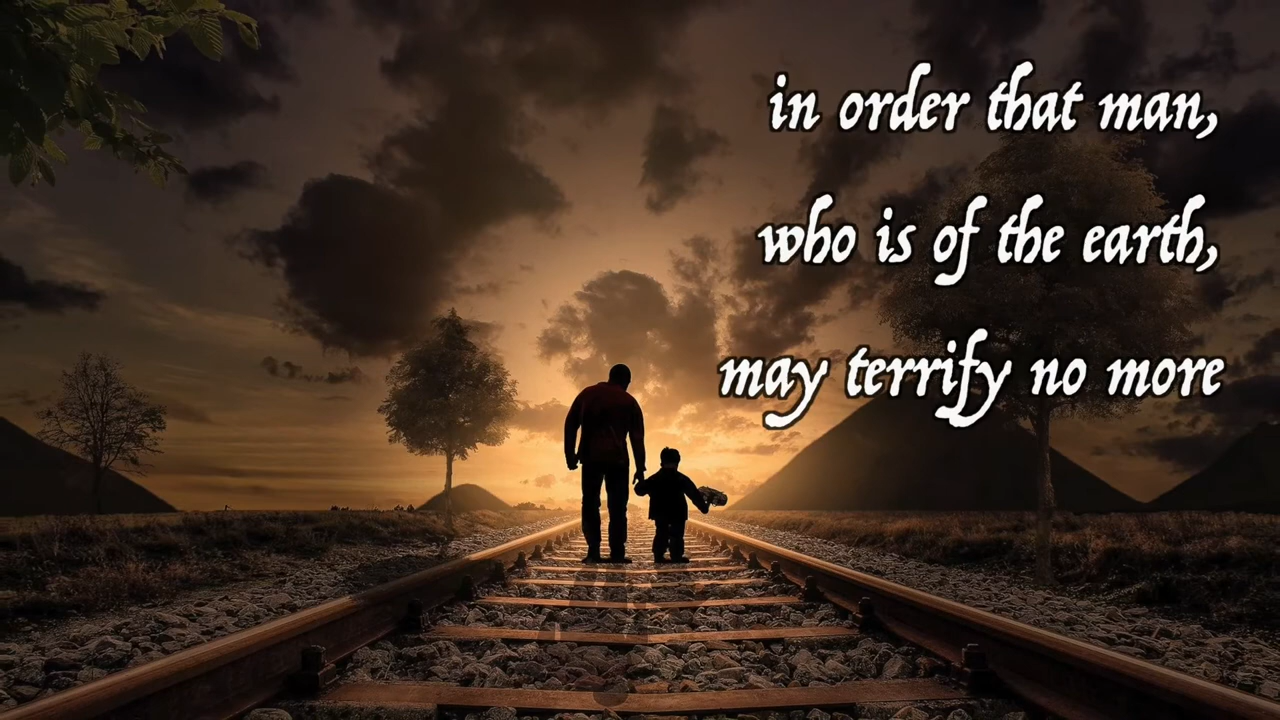 in order that man,
who is of the earth,
may terrify no more